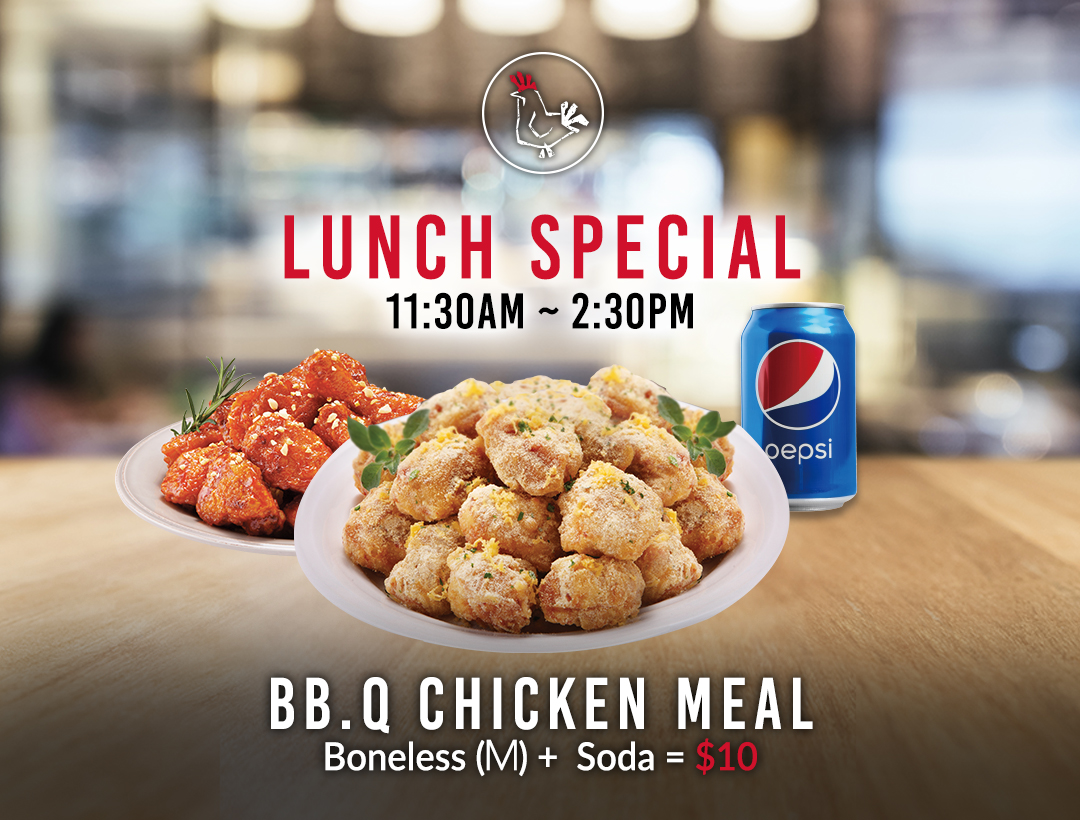 LUNCH SPECIAL
11:30AM ~ 2:30PM
pepsi
BB.Q CHICKEN MEAL
Boneless (M) + Soda = $10